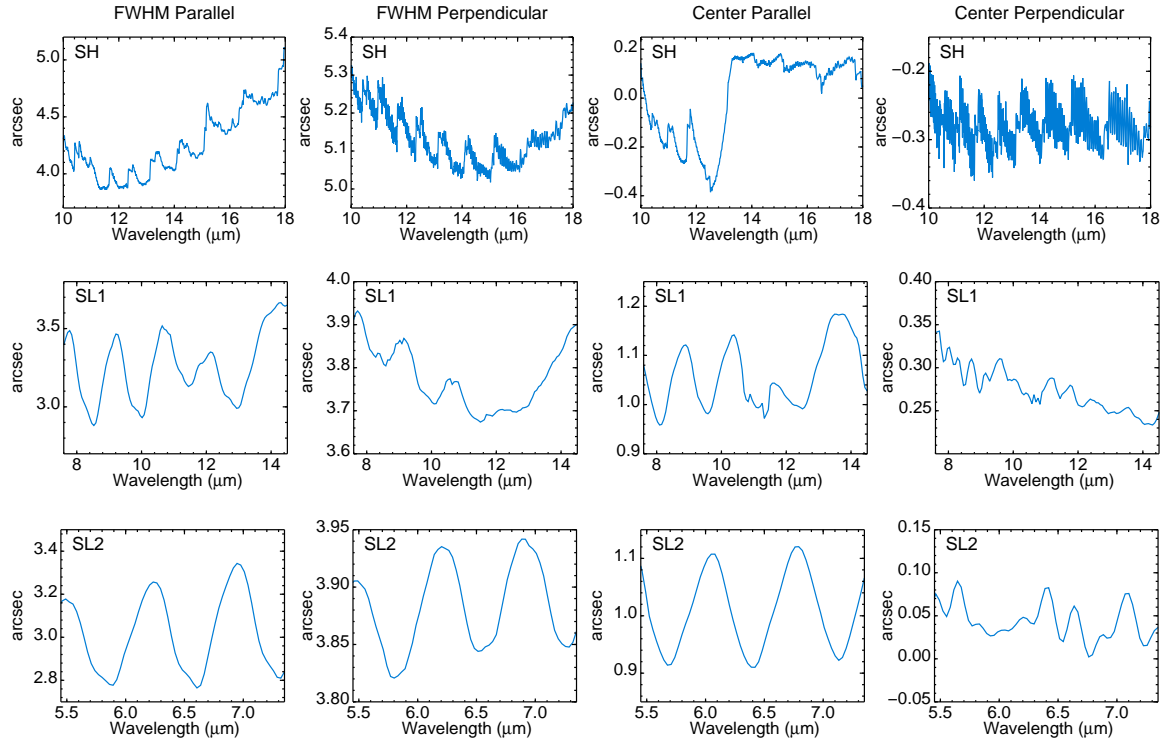 FWHM Parallel FWHM Perpendicular Center Parallel Center Perpendicular
SH
5.0
4.5
4.0
arcsec
10 12 14 16 18
Wavelength (μm)
SH
5.4
5.3
5.2
5.1
5.0
arcsec
10 12 14 16 18
Wavelength (μm)
SH
0.2
0.0
−0.2
−0.4
arcsec
10 12 14 16 18
Wavelength (μm)
SH
−0.2
−0.3
−0.4
arcsec
10 12 14 16 18
Wavelength (μm)
SL1
3.5
3.0
arcsec
8 10 12 14
Wavelength (μm)
SL1
4.0
3.9
3.8
3.7
3.6
arcsec
8 10 12 14
Wavelength (μm)
SL1
1.2
1.1
1.0
0.9
arcsec
8 10 12 14
Wavelength (μm)
SL1
0.40
0.35
0.30
0.25
arcsec
8 10 12 14
Wavelength (μm)
SL2
3.4
3.2
3.0
2.8
arcsec
5.5 6.0 6.5 7.0
Wavelength (μm)
SL2
3.95
3.90
3.85
3.80
arcsec
5.5 6.0 6.5 7.0
Wavelength (μm)
SL2
1.1
1.0
0.9
arcsec
5.5 6.0 6.5 7.0
Wavelength (μm)
SL2
0.15
0.10
0.05
0.00
−0.05
arcsec
5.5 6.0 6.5 7.0
Wavelength (μm)